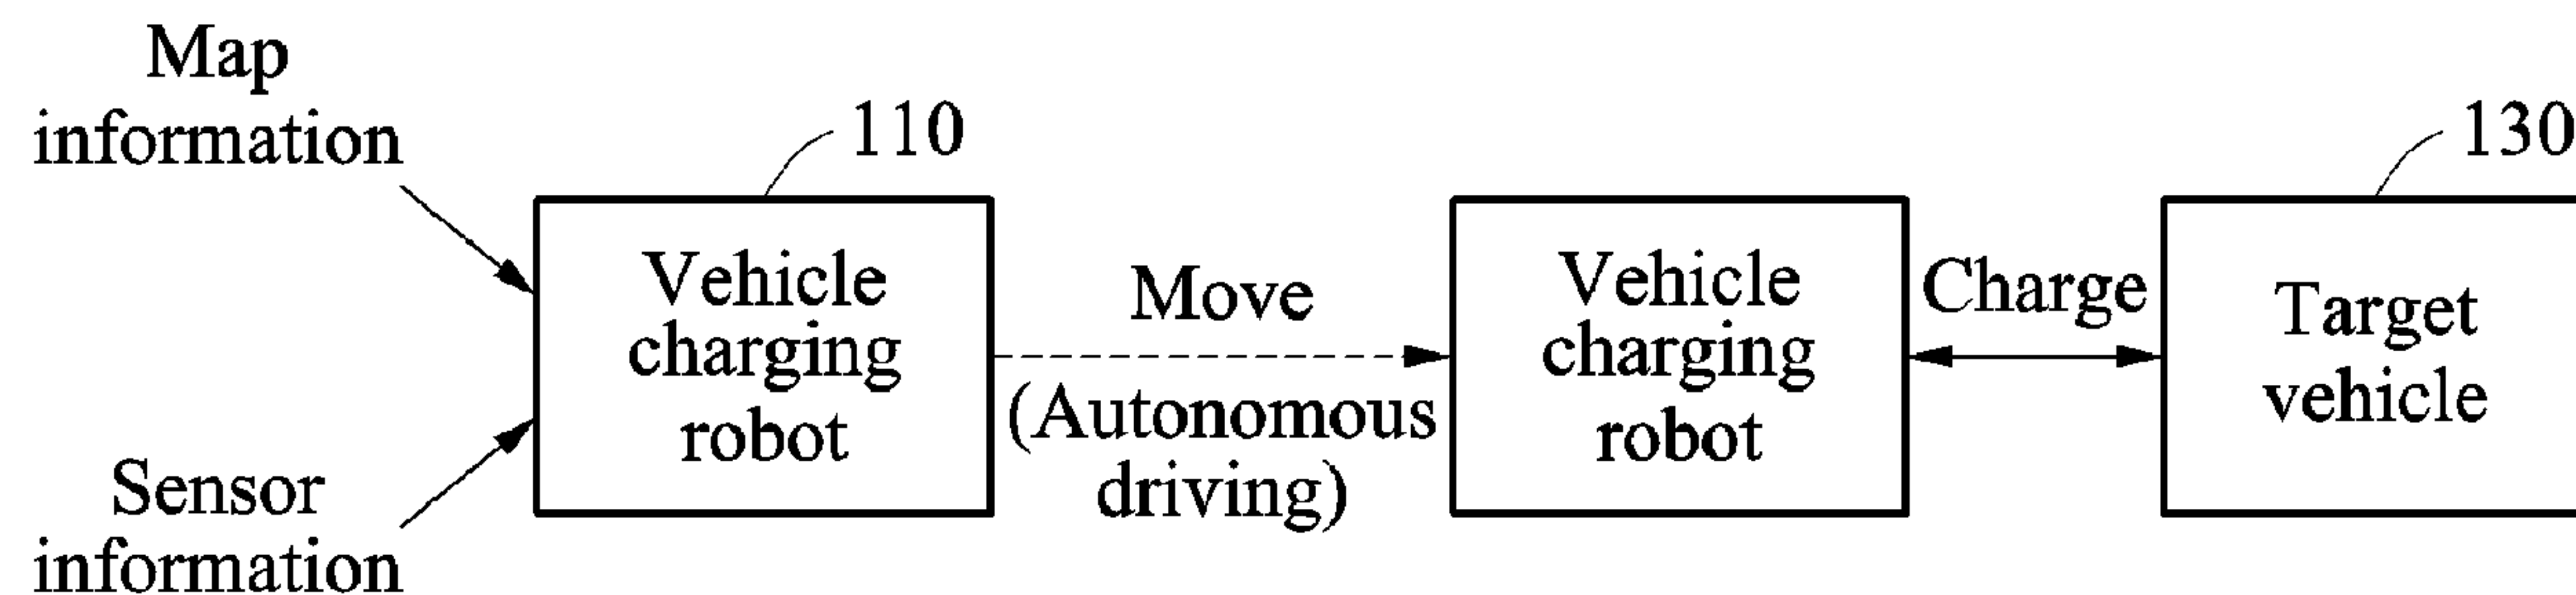 Map
information
110
130
Vehicle
charging
robot
Move
(Autonomous
driving)
Vehicle
charging
robot
Charge
Target
vehicle
Sensor
information